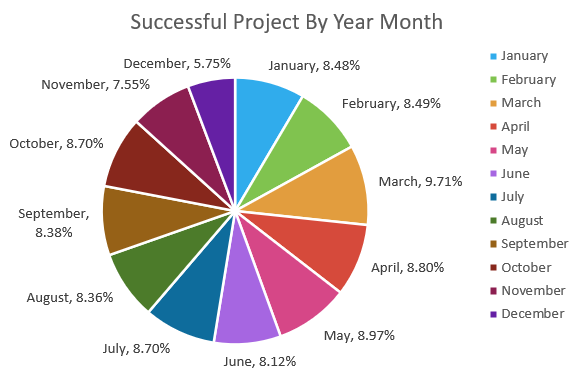 Successful Project By Year Month
December, 5.75%
January, 8.48%
November, 7.55%
February, 8.49%
October, 8.70%
March, 9.71%
September,
8.38%
April, 8.80%
August, 8.36%
May, 8.97%
July, 8.70%
June, 8.12%
January
February
March
April
May
June
July
August
September
October
November
December